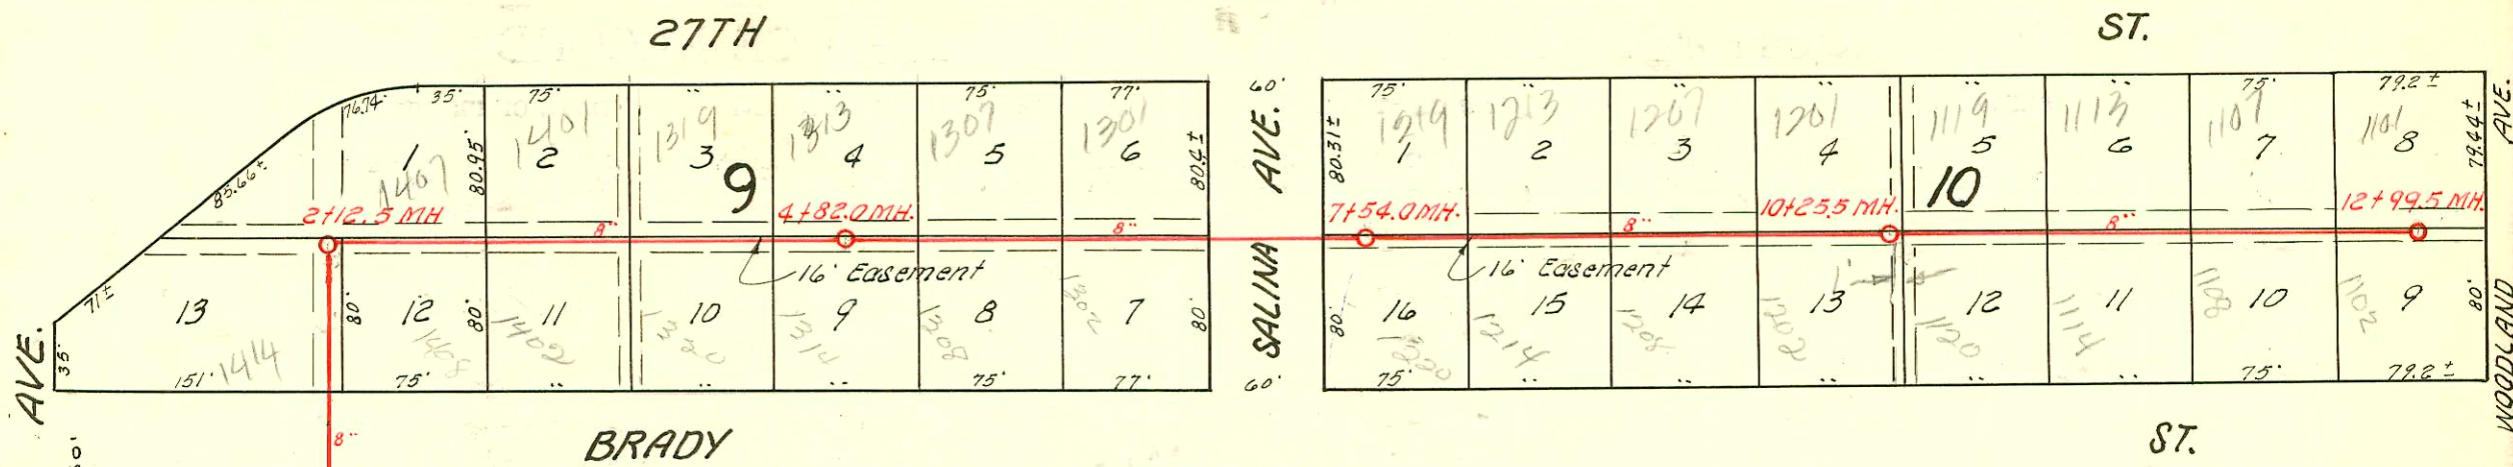 27TH ST.
76.74' 35' 75' .. .. 75' 77' 60' 75' .. .. .. .. .. 75' 79.2 ±
1401 1319 1313 1307 1301 1219 1213 1207 1201 1119 1113 1107 1101
1 2 3 4 5 6 1 2 3 4 5 6 7 8
1407
85.66± 80.95' 80.4± 80.31± 79.44±
9 10
SALINA AVE.
WOODLAND AVE.
2+12.5 MH 4+82.0 MH. 7+54.0 MH. 10+25.5 MH. 12+99.5 MH.
8" 8" 8" 8"
16' Easement 16' Easement
71±
13 12 11 10 9 8 7 16 15 14 13 12 11 10 9
80' 80' 80' 80' 80'
1414 1408 1402 1320 1314 1308 1302 1220 1214 1208 1202 1120 1114 1108 1102
35'
151' 75' .. .. .. 75' 77' 60' 75' .. .. .. .. .. 75' 79.2 ±
AVE.
8"
BRADY ST.